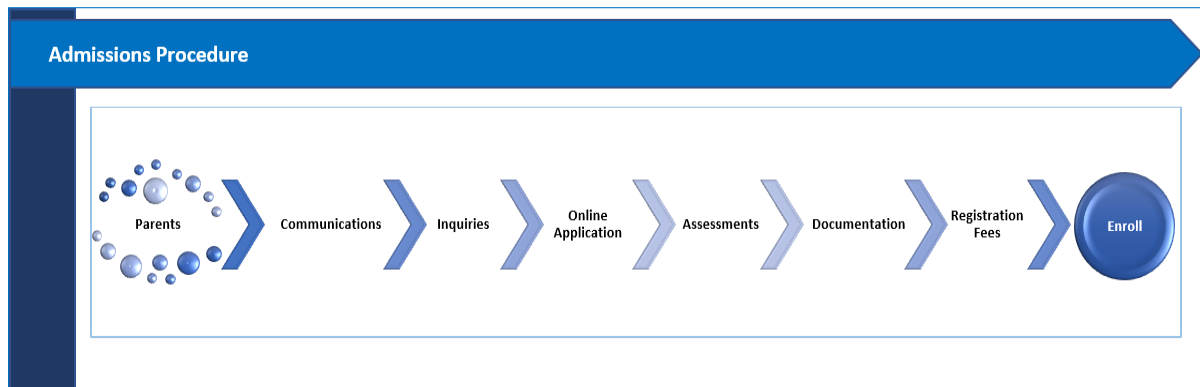 Admissions Procedure
Parents
Communications
Inquiries
Online
Application
Assessments
Documentation
Registration
Fees
Enroll